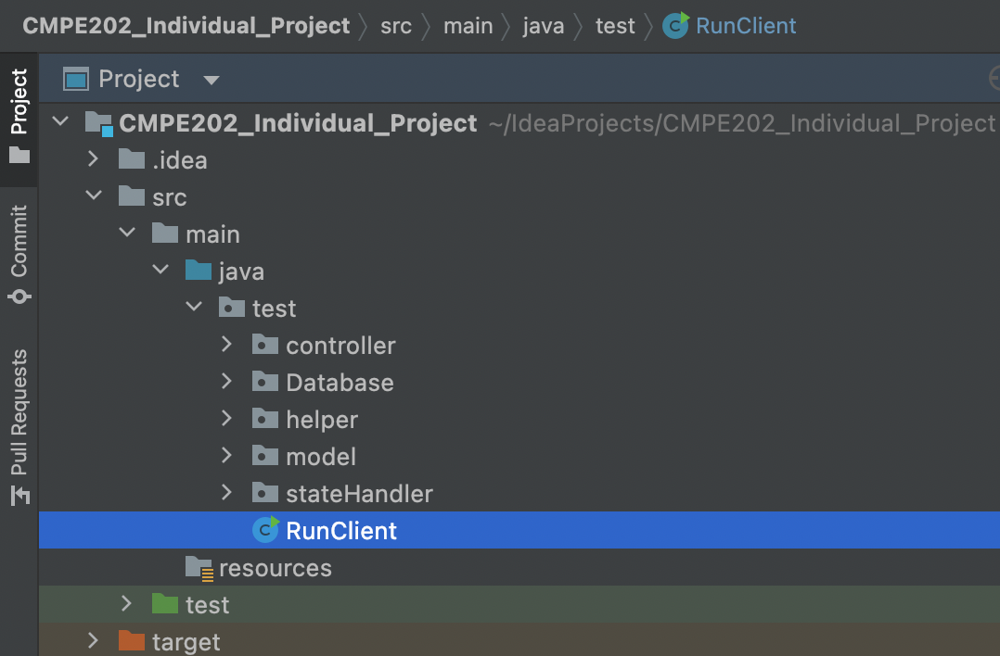 CMPE202_Individual_Project 〉 src 〉 main 〉 java 〉 test 〉 C RunClient
Project
Project
Commit
Pull Requests
CMPE202_Individual_Project ~/IdeaProjects/CMPE202_Individual_Project
.idea
src
main
java
test
controller
Database
helper
model
stateHandler
C RunClient
resources
test
target